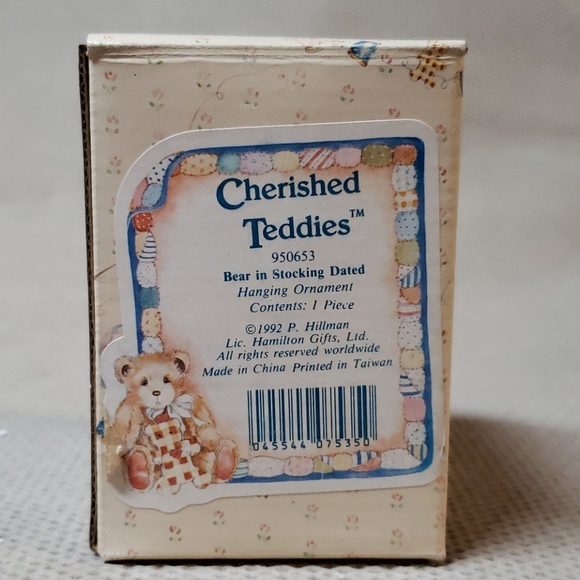 Cherished
Teddies™
950653
Bear in Stocking Dated
Hanging Ornament
Contents: 1 Piece
©1992 P. Hillman
Lic. Hamilton Gifts, Ltd.
All rights reserved worldwide
Made in China Printed in Taiwan
045544 075350